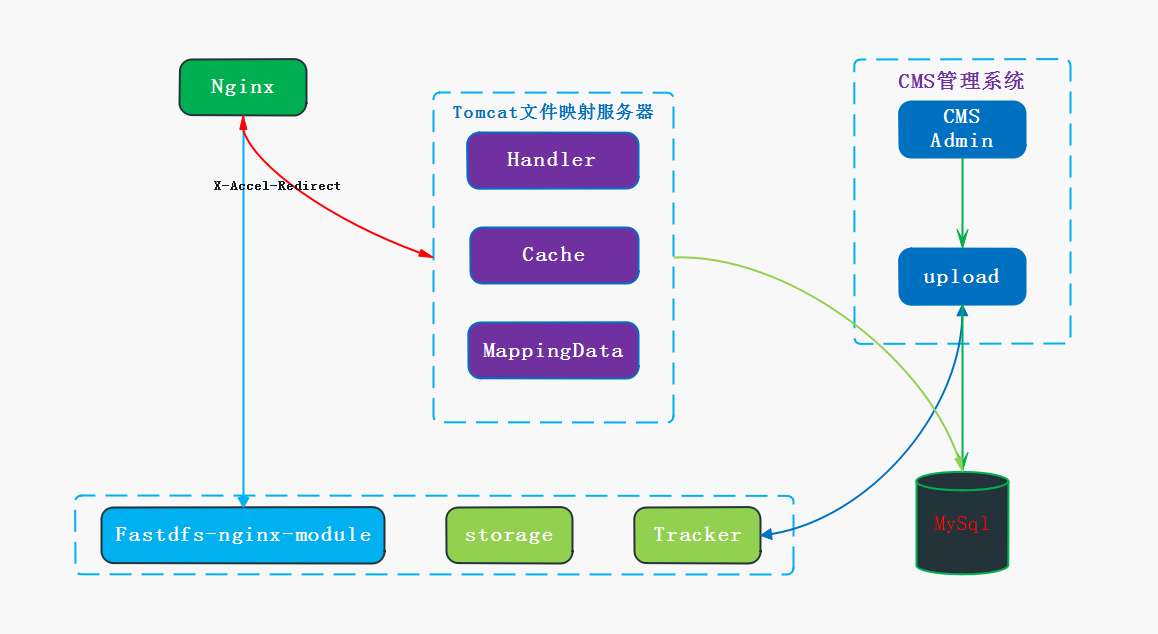 Nginx
X-Accel-Redirect
Tomcat文件映射服务器
Handler
Cache
MappingData
CMS管理系统
CMS
Admin
upload
Fastdfs-nginx-module
storage
Tracker
MySql